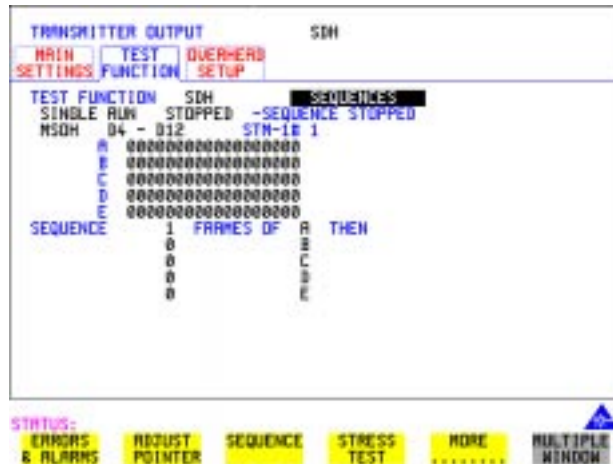 TRANSMITTER OUTPUT SDH
MAIN SETTINGS TEST FUNCTION OVERHEAD SETUP
TEST FUNCTION SDH SEQUENCES
SINGLE RUN STOPPED -SEQUENCE STOPPED
MSOH D4 - D12 STM-1# 1
A 000000000000000000
B 000000000000000000
C 000000000000000000
D 000000000000000000
E 000000000000000000
SEQUENCE 1 FRAMES OF A THEN
0 B
0 C
0 D
0 E
STATUS:
ERRORS & ALARMS ADJUST POINTER SEQUENCE STRESS TEST MORE ........ MULTIPLE WINDOW